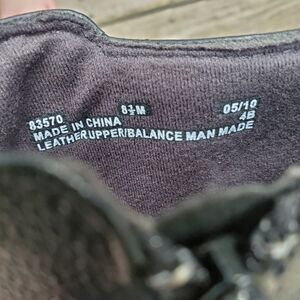 83570 8½M 05/10
MADE IN CHINA 4B
LEATHER UPPER/BALANCE MAN MADE